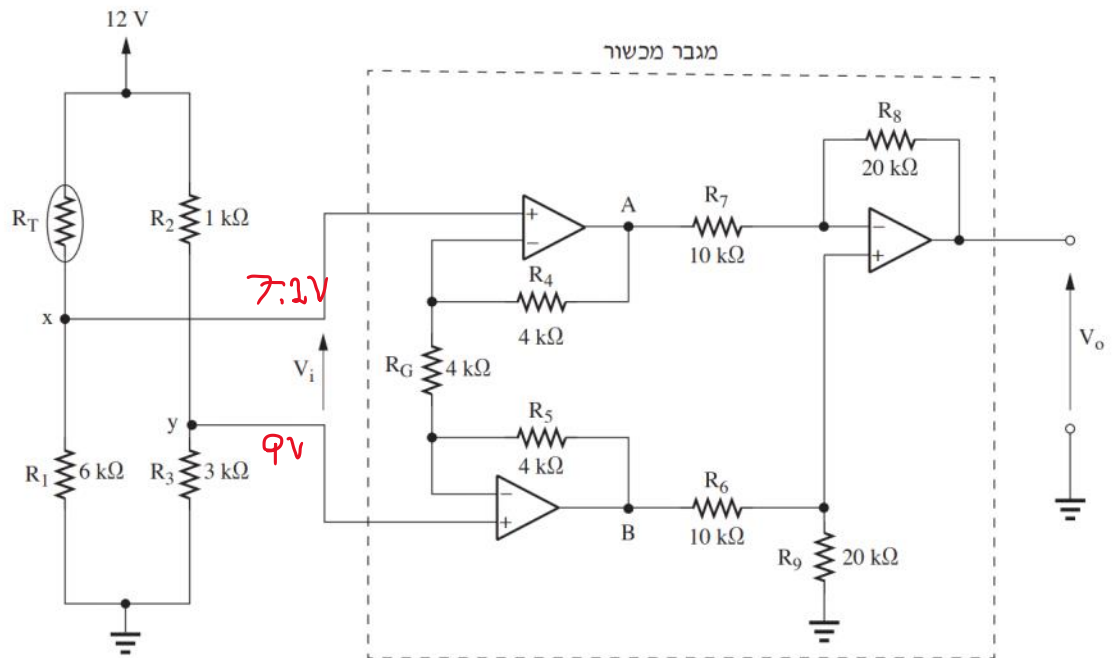 12 V
מגבר מכשור
R8
20 kΩ
RT
R2
1 kΩ
A
R7
10 kΩ
+
−
−
+
7.2V
R4
4 kΩ
x
Vi
RG
4 kΩ
Vo
y
R5
4 kΩ
9V
R1
6 kΩ
R3
3 kΩ
−
+
B
R6
10 kΩ
R9
20 kΩ